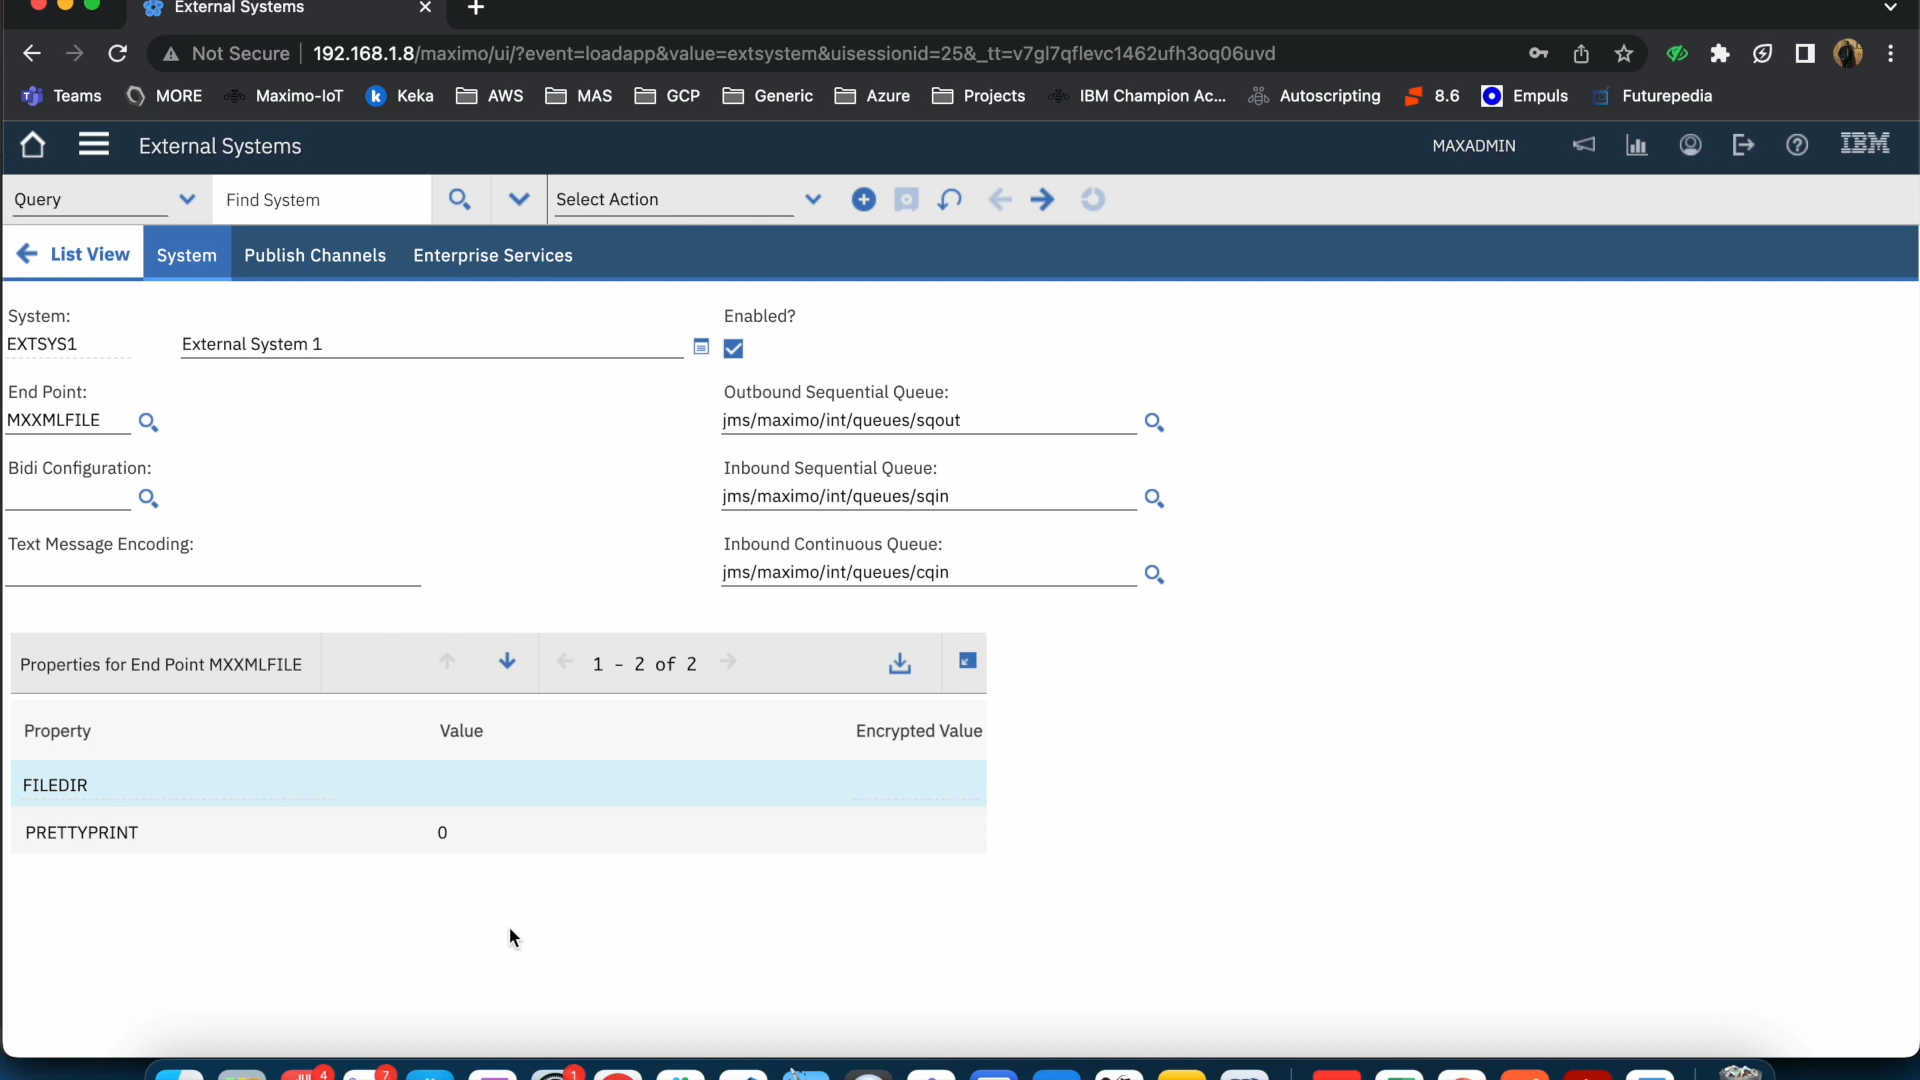 External Systems
Not Secure 192.168.1.8/maximo/ui/?event=loadapp&value=extsystem&uisessionid=25&_tt=v7gl7qflevc1462ufh3oq06uvd
Teams MORE Maximo-IoT Keka AWS MAS GCP Generic Azure Projects IBM Champion Ac... Autoscripting 8.6 Empuls Futurepedia
External Systems MAXADMIN IBM
Query Find System Select Action
List View System Publish Channels Enterprise Services
System: Enabled?
EXTSYS1 External System 1
End Point: Outbound Sequential Queue:
MXXMLFILE jms/maximo/int/queues/sqout
Bidi Configuration: Inbound Sequential Queue:
jms/maximo/int/queues/sqin
Text Message Encoding: Inbound Continuous Queue:
jms/maximo/int/queues/cqin
Properties for End Point MXXMLFILE 1 - 2 of 2
Property Value Encrypted Value
FILEDIR
PRETTYPRINT 0
4 7 1